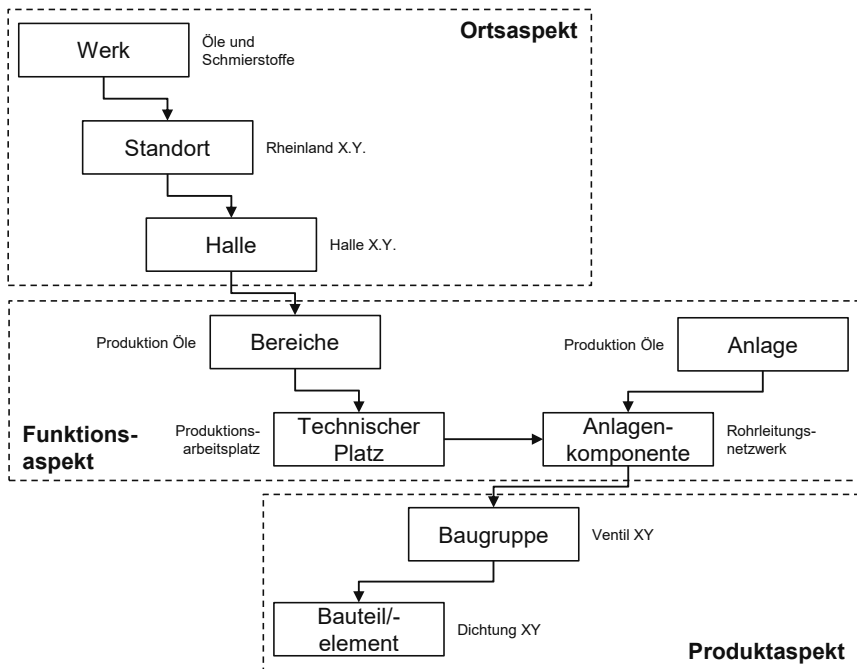 Ortsaspekt
Werk
Öle und
Schmierstoffe
Standort
Rheinland X.Y.
Halle
Halle X.Y.
Produktion Öle
Bereiche
Produktion Öle
Anlage
Funktions-
aspekt
Produktions-
arbeitsplatz
Technischer
Platz
Anlagen-
komponente
Rohrleitungs-
netzwerk
Baugruppe
Ventil XY
Bauteil/-
element
Dichtung XY
Produktaspekt